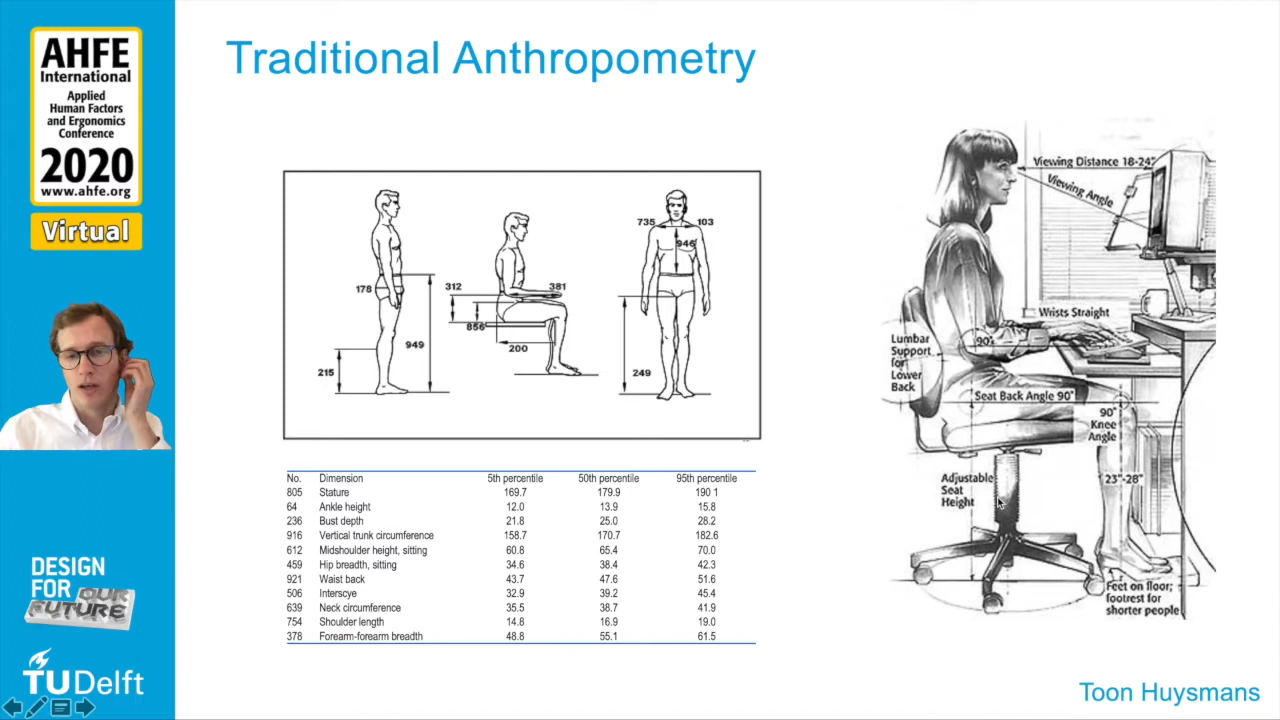 AHFE
International
Applied
Human Factors
and Ergonomics
Conference
2020
www.ahfe.org
Virtual
DESIGN
FOR OUR
FUTURE
TU Delft
Traditional Anthropometry
178
215
949
312
381
856
200
735
103
946
249
No. Dimension 5th percentile 50th percentile 95th percentile
805 Stature 169.7 179.9 190 1
64 Ankle height 12.0 13.9 15.8
236 Bust depth 21.8 25.0 28.2
916 Vertical trunk circumference 158.7 170.7 182.6
612 Midshoulder height, sitting 60.8 65.4 70.0
459 Hip breadth, sitting 34.6 38.4 42.3
921 Waist back 43.7 47.6 51.6
506 Interscye 32.9 39.2 45.4
639 Neck circumference 35.5 38.7 41.9
754 Shoulder length 14.8 16.9 19.0
378 Forearm-forearm breadth 48.8 55.1 61.5
Viewing Distance 18-24"
Viewing Angle
Wrists Straight
90°
Lumbar
Support
for
Lower
Back
Seat Back Angle 90°
90°
Knee
Angle
Adjustable
Seat
Height
23"-28"
Feet on floor;
footrest for
shorter people
Toon Huysmans